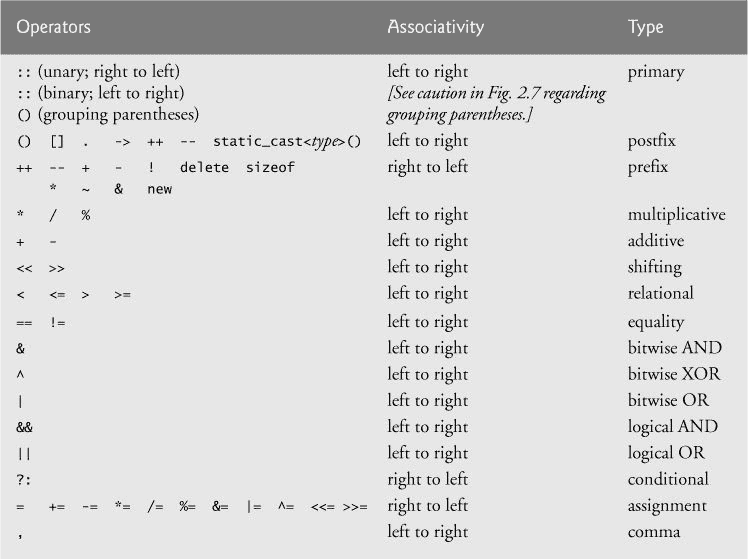 Operators Associativity Type
:: (unary; right to left) left to right primary
:: (binary; left to right) [See caution in Fig. 2.7 regarding
() (grouping parentheses) grouping parentheses.]
() [] . -> ++ -- static_cast<type>() left to right postfix
++ -- + - ! delete sizeof right to left prefix
* ~ & new
* / % left to right multiplicative
+ - left to right additive
<< >> left to right shifting
< <= > >= left to right relational
== != left to right equality
& left to right bitwise AND
^ left to right bitwise XOR
| left to right bitwise OR
&& left to right logical AND
|| left to right logical OR
?: right to left conditional
= += -= *= /= %= &= |= ^= <<= >>= right to left assignment
, left to right comma